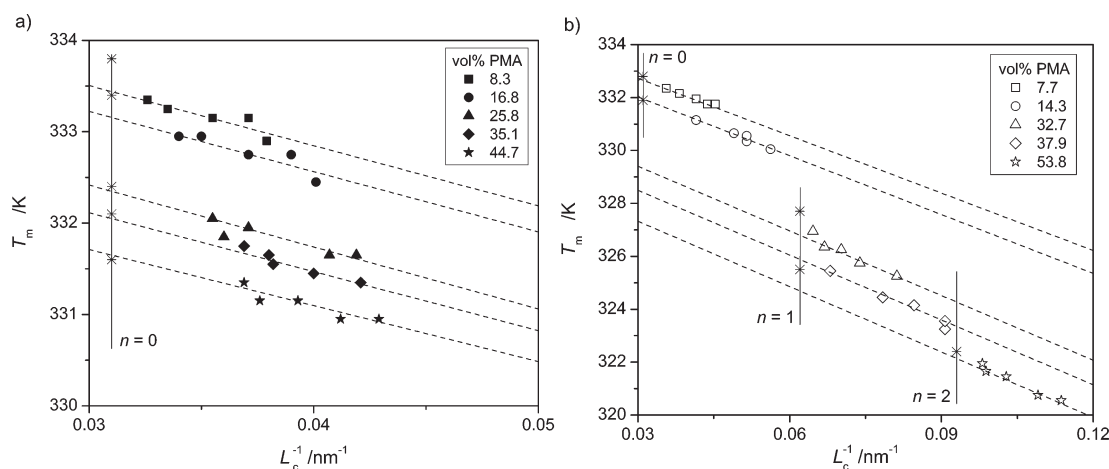 a)
334
333
332
331
330
0.03
0.04
0.05
T_m /K
L_c^-1 /nm^-1
n = 0
vol% PMA
8.3
16.8
25.8
35.1
44.7
b)
334
332
330
328
326
324
322
320
0.03
0.06
0.09
0.12
T_m /K
L_c^-1 /nm^-1
n = 0
n = 1
n = 2
vol% PMA
7.7
14.3
32.7
37.9
53.8